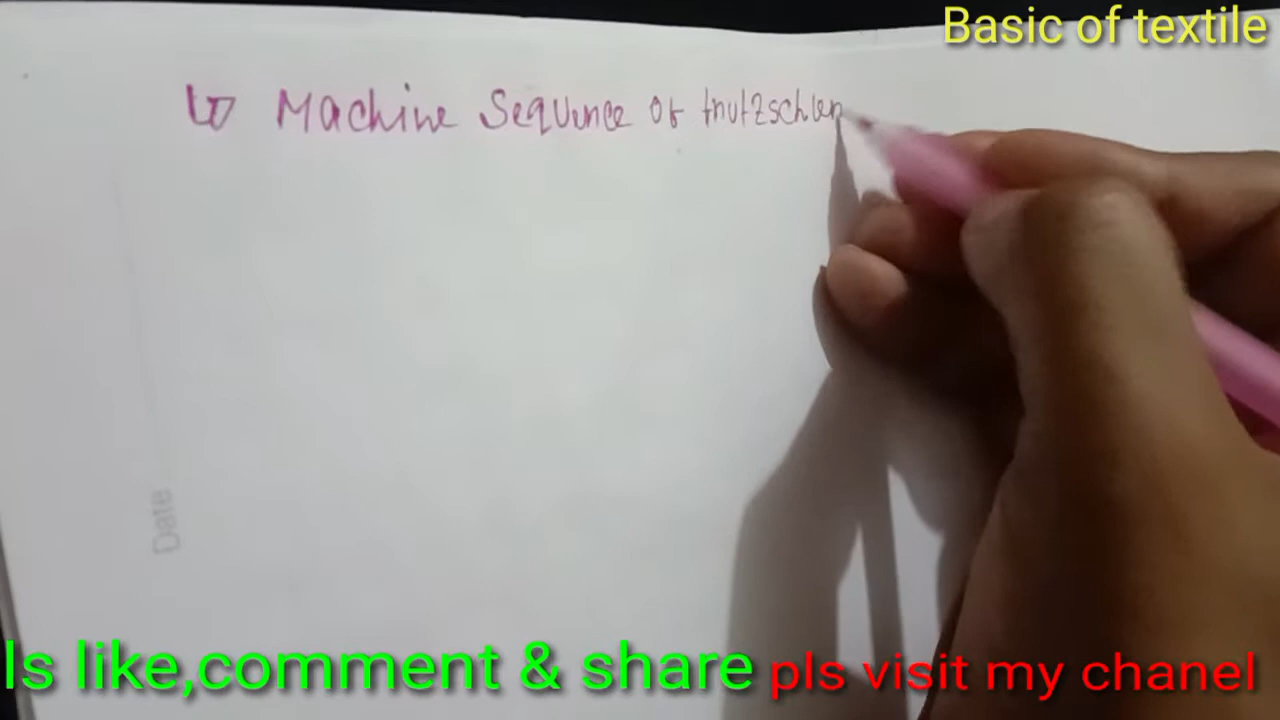 Basic of textile
Machine Sequence of trutzschler
Date
ls like,comment & share pls visit my chanel